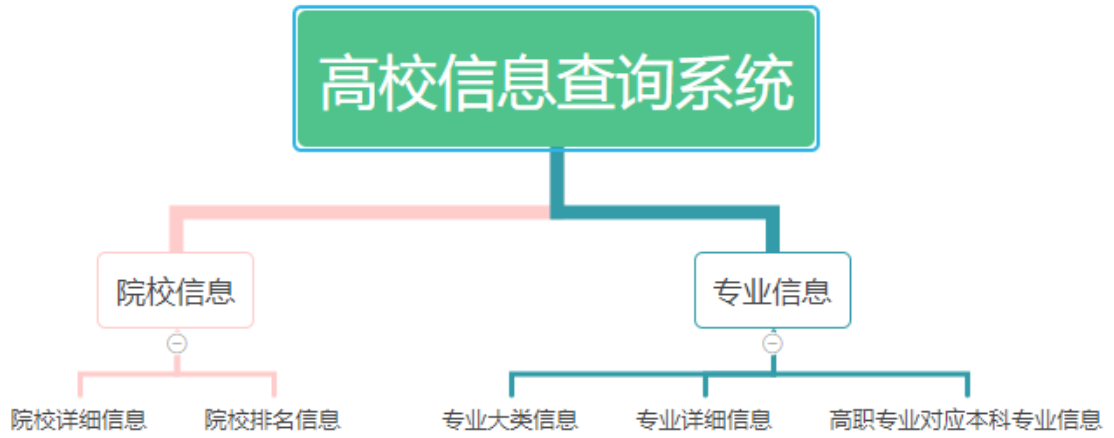 高校信息查询系统
院校信息
专业信息
院校详细信息
院校排名信息
专业大类信息
专业详细信息
高职专业对应本科专业信息